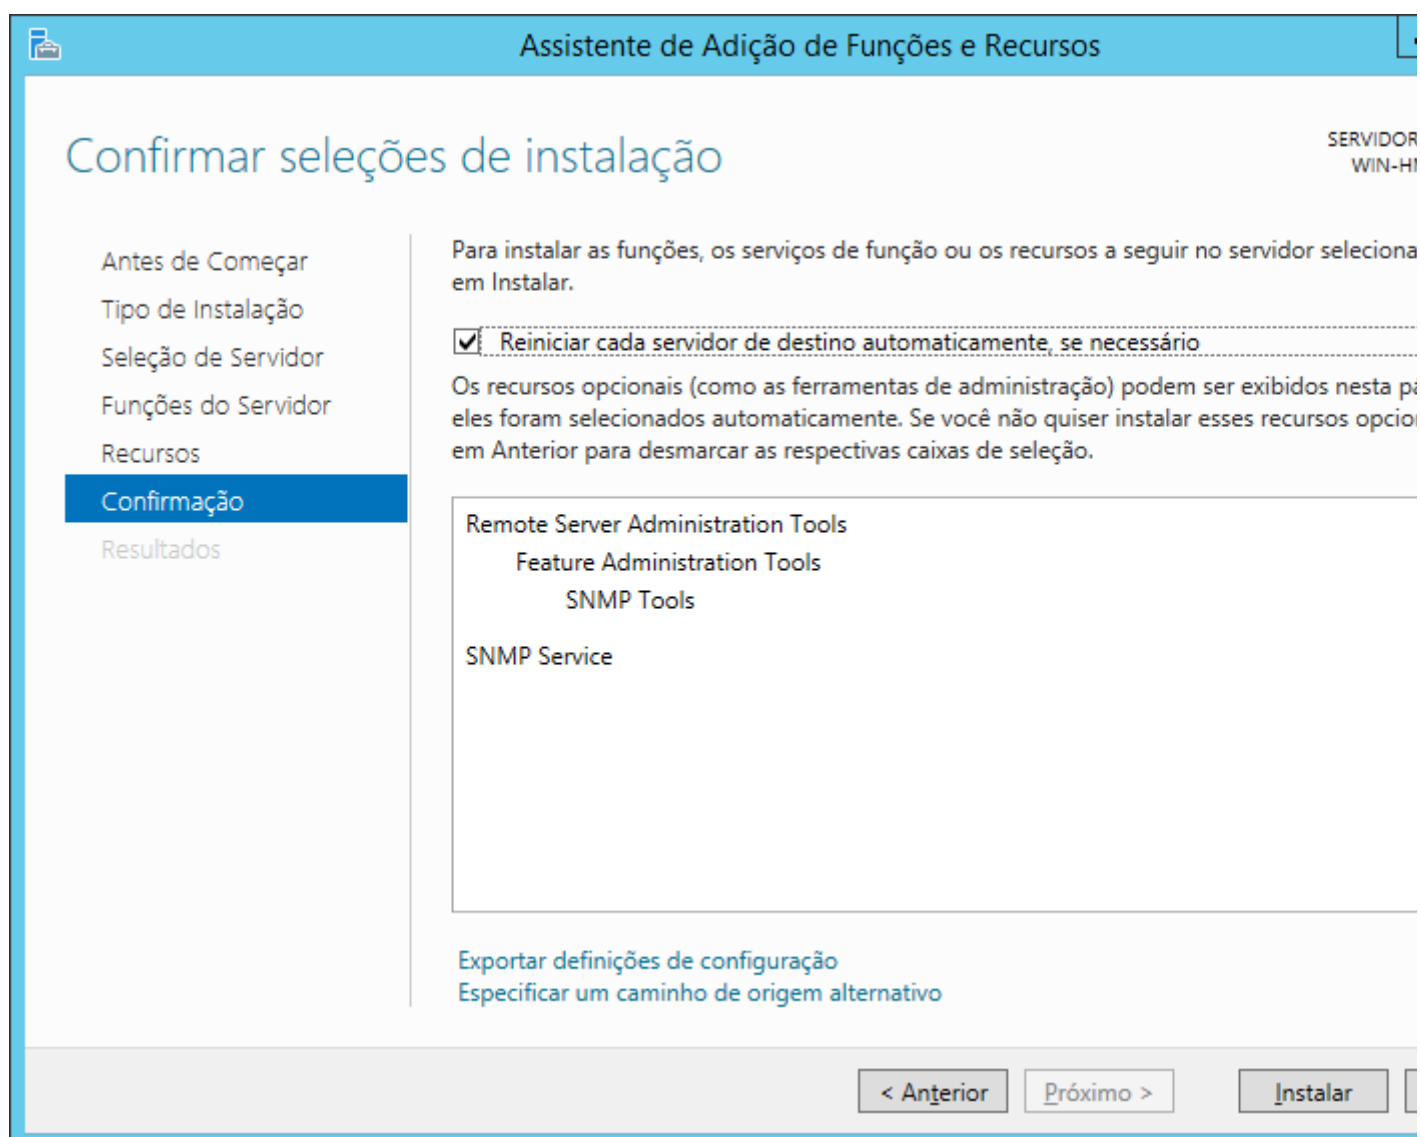 Assistente de Adição de Funções e Recursos
Confirmar seleções de instalação
SERVIDOR
Antes de Começar
Tipo de Instalação
Seleção de Servidor
Funções do Servidor
Recursos
Confirmação
Resultados
Para instalar as funções, os serviços de função ou os recursos a seguir no servidor
em Instalar.
Reiniciar cada servidor de destino automaticamente, se necessário
Os recursos opcionais (como as ferramentas de administração) podem ser exibidos nesta
eles foram selecionados automaticamente. Se você não quiser instalar esses recursos
em Anterior para desmarcar as respectivas caixas de seleção.
Remote Server Administration Tools
Feature Administration Tools
SNMP Tools
SNMP Service
Exportar definições de configuração
Especificar um caminho de origem alternativo
< Anterior
Próximo >
Instalar